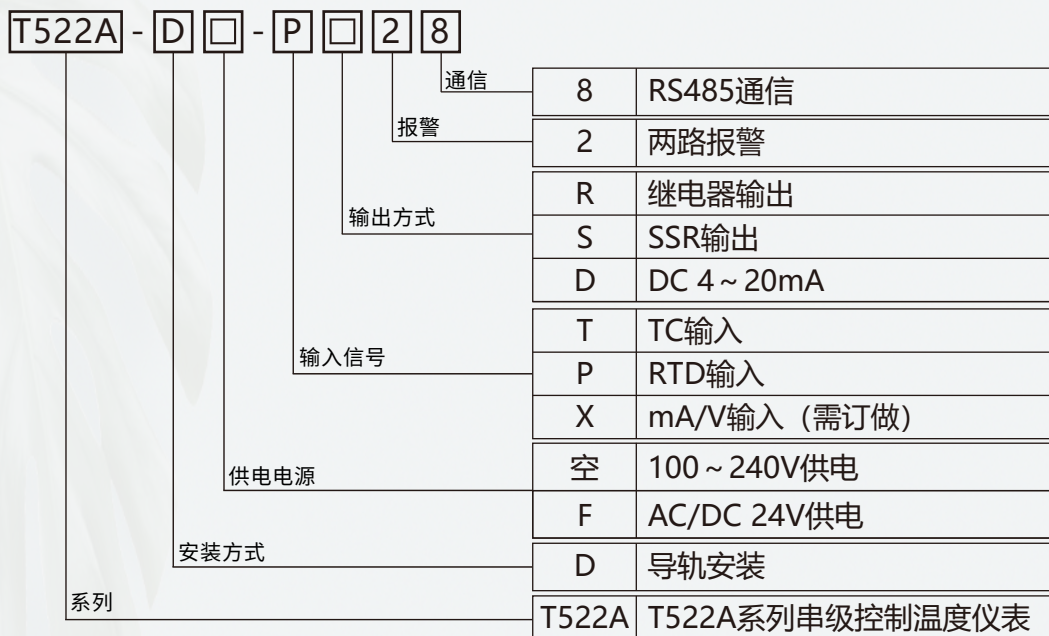 T522A - D □ - P □ 2 8
通信
8 RS485通信
报警
2 两路报警
输出方式
R 继电器输出
S SSR输出
D DC 4～20mA
输入信号
T TC输入
P RTD输入
X mA/V输入（需订做）
供电电源
空 100～240V供电
F AC/DC 24V供电
安装方式
D 导轨安装
系列
T522A T522A系列串级控制温度仪表